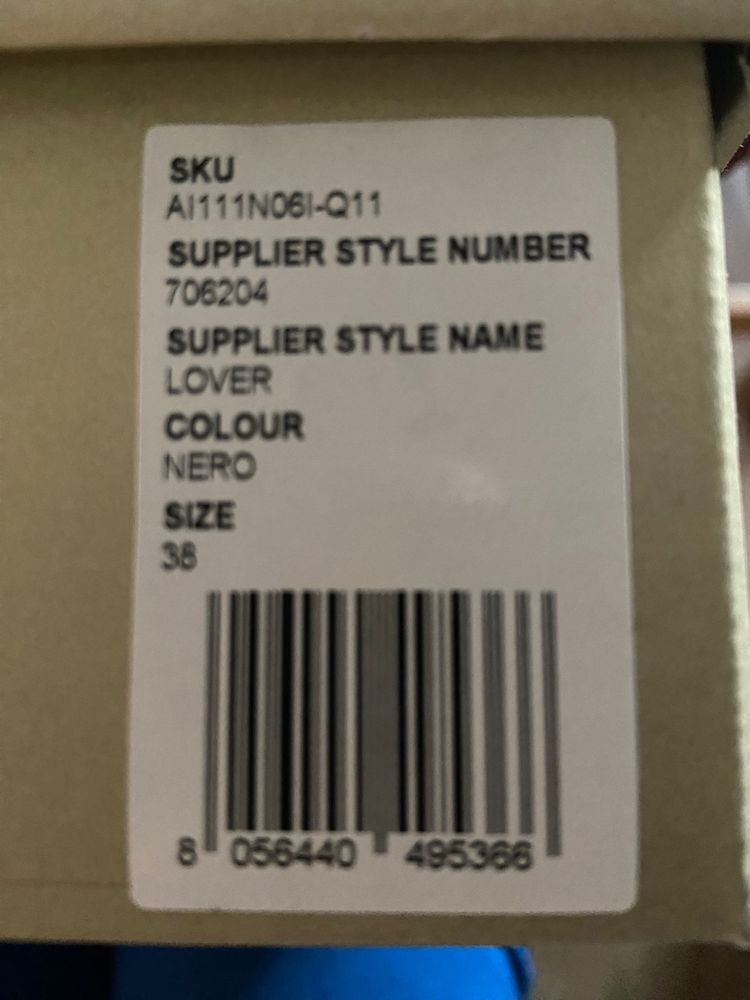 SKU
AI111N06I-Q11
SUPPLIER STYLE NUMBER
706204
SUPPLIER STYLE NAME
LOVER
COLOUR
NERO
SIZE
38
8 056440 495366